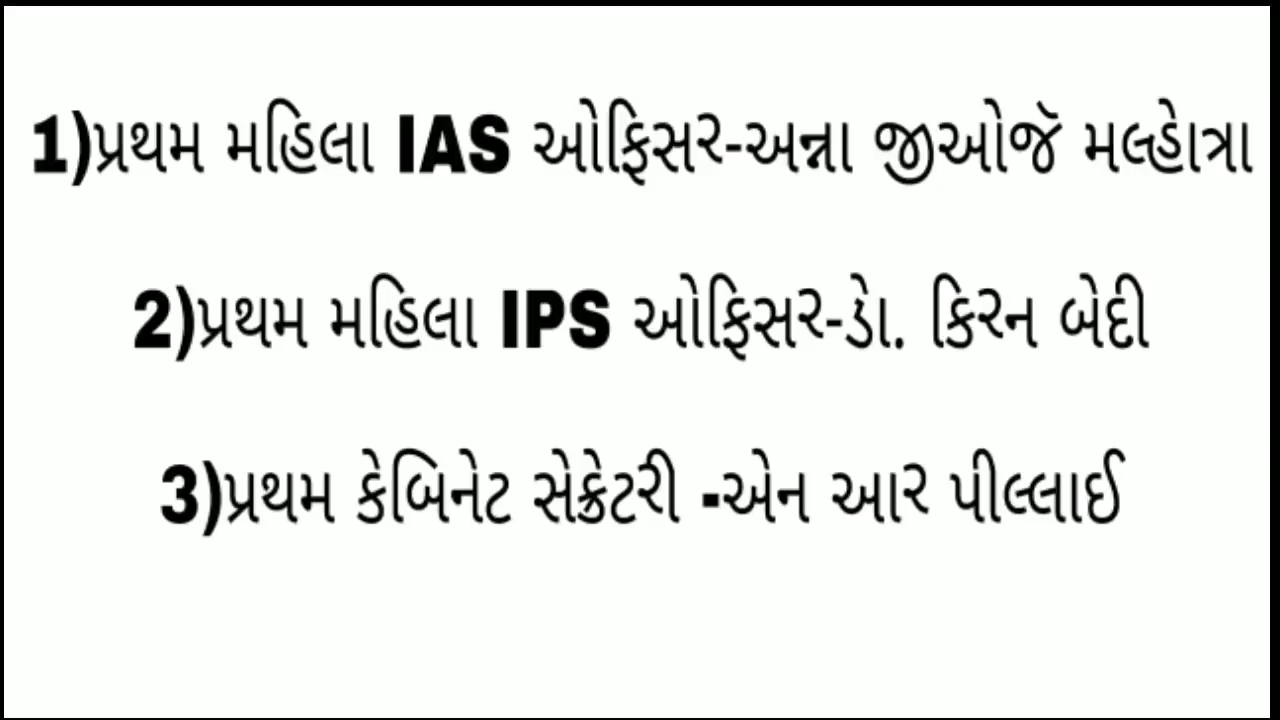 1)પ્રથમ મહિલા IAS ઓફિસર-અન્ના જીઓજૅ મલ્હોત્રા
2)પ્રથમ મહિલા IPS ઓફિસર-ડો. કિરન બેદી
3)પ્રથમ કેબિનેટ સેક્રેટરી -એન આર પીલ્લાઈ